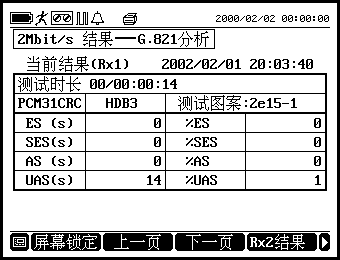 2000/02/02 00:00:00
2Mbit/s 结果──G.821分析
当前结果(Rx1) 2002/02/01 20:03:40
测试时长 00/00:00:14
PCM31CRC HDB3 测试图案:2e15-1
ES (s) 0 %ES 0
SES(s) 0 %SES 0
AS (s) 0 %AS 0
UAS(s) 14 %UAS 1
屏幕锁定 上一页 下一页 Rx2结果